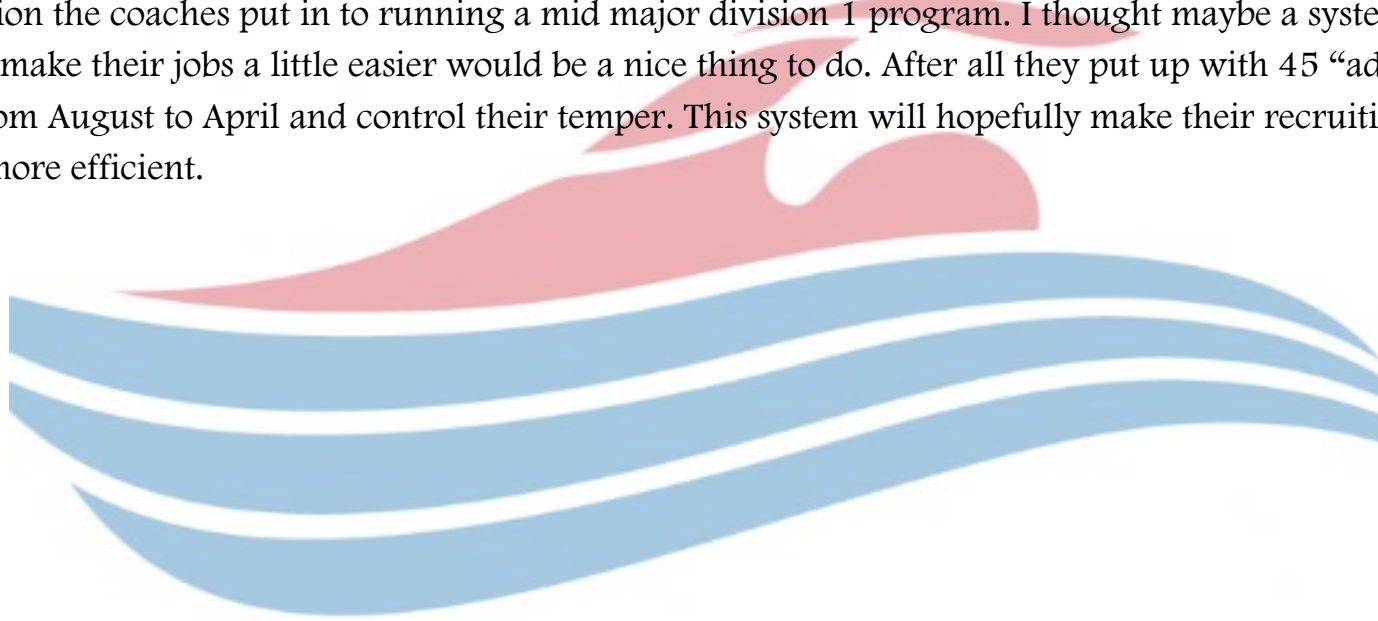 ion the coaches put in to running a mid major division 1 program. I thought maybe a syste
make their jobs a little easier would be a nice thing to do. After all they put up with 45 “ad
om August to April and control their temper. This system will hopefully make their recruiti
more efficient.